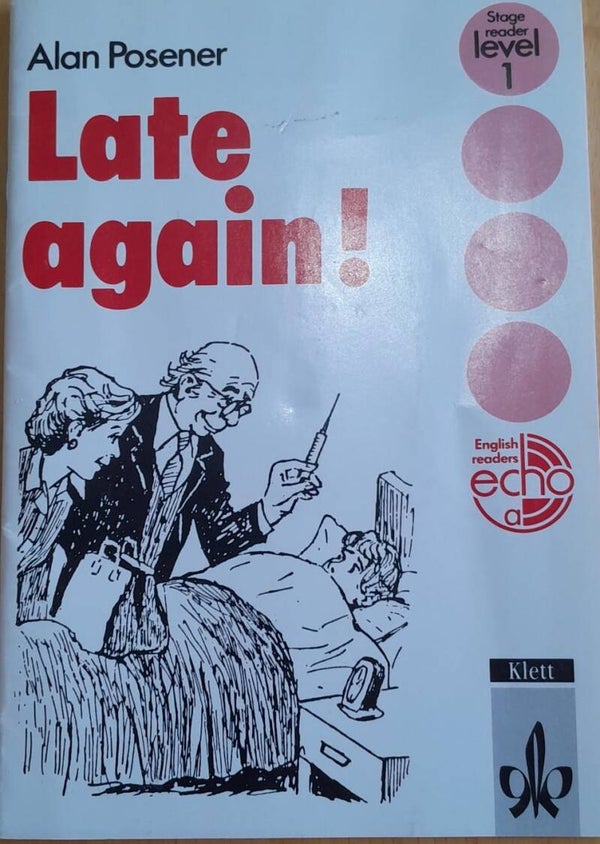 Alan Posener
Late
again!
Stage
reader
level
1
English
readers
echo
a
Klett